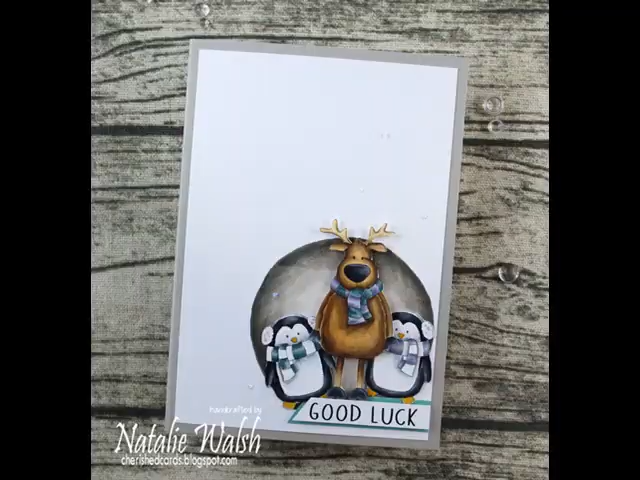 GOOD LUCK
handcrafted by
Natalie Walsh
cherishedcards.blogspot.com